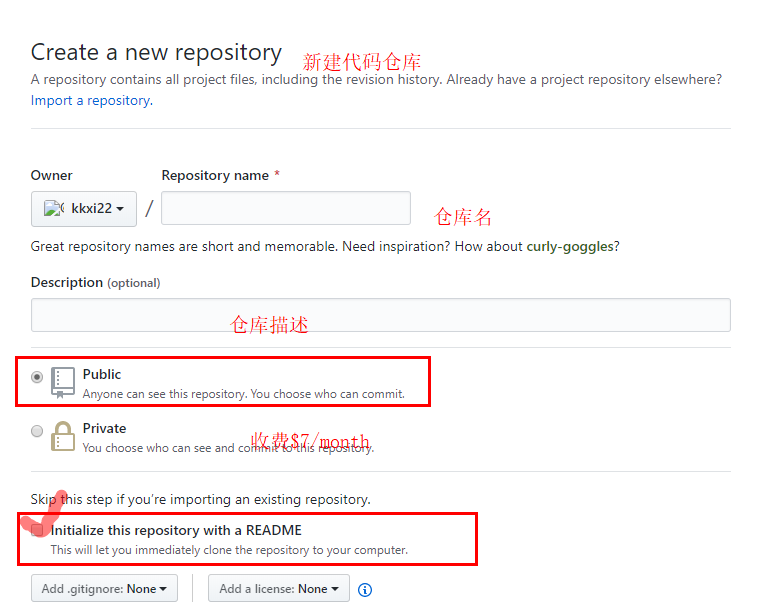 Create a new repository 新建代码仓库
A repository contains all project files, including the revision history. Already have a project repository elsewhere?
Import a repository.
Owner Repository name *
kkxi22 / 仓库名
Great repository names are short and memorable. Need inspiration? How about curly-goggles?
Description (optional)
仓库描述
Public
Anyone can see this repository. You choose who can commit.
Private
收费$7/month
You choose who can see and commit to this repository.
Skip this step if you're importing an existing repository.
Initialize this repository with a README
This will let you immediately clone the repository to your computer.
Add .gitignore: None Add a license: None